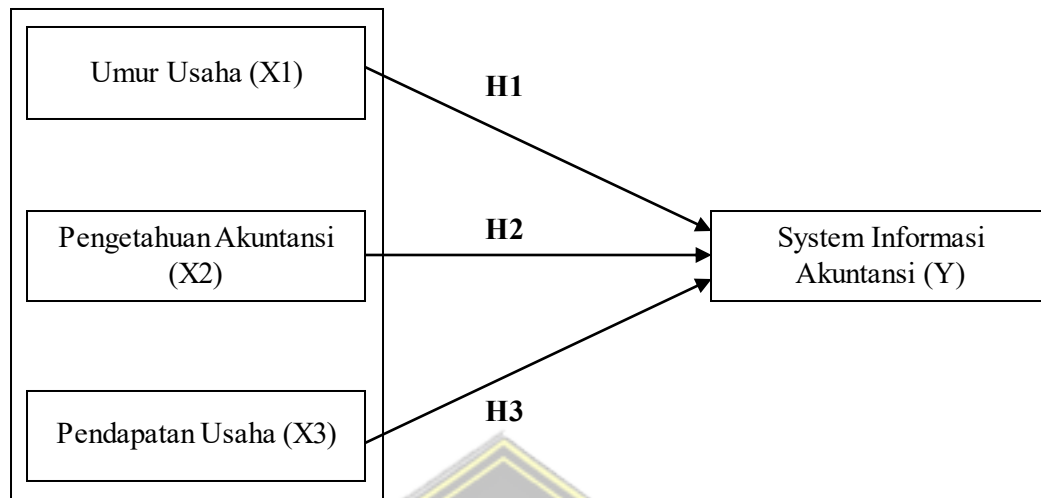 Umur Usaha (X1)
H1
Pengetahuan Akuntansi
(X2)
H2
System Informasi
Akuntansi (Y)
Pendapatan Usaha (X3)
H3